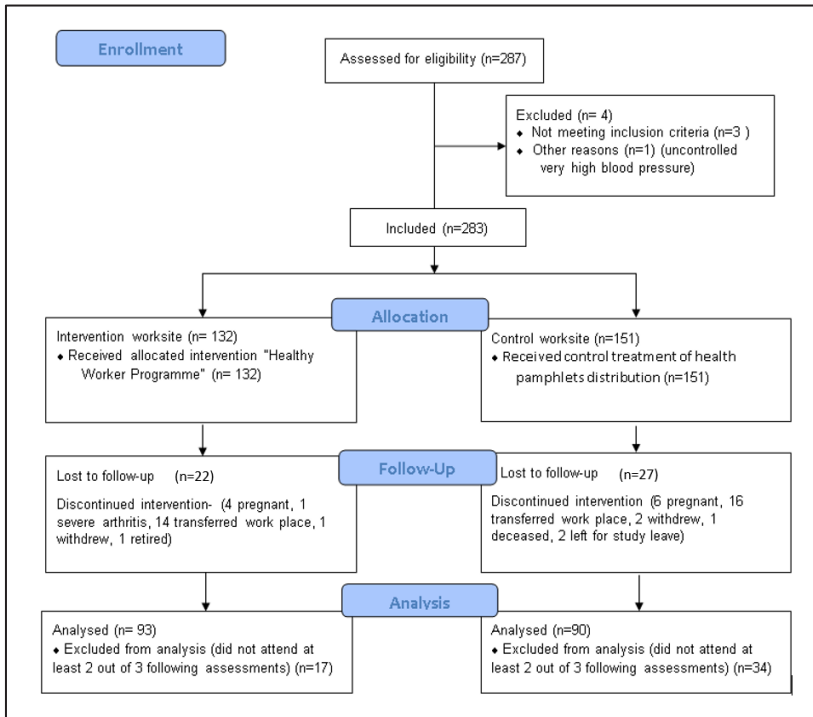 Enrollment
Assessed for eligibility (n=287)
Excluded (n= 4)
⬥ Not meeting inclusion criteria (n=3 )
⬥ Other reasons (n=1) (uncontrolled
very high blood pressure)
Included (n=283)
Allocation
Intervention worksite (n= 132)
⬥ Received allocated intervention "Healthy
Worker Programme" (n= 132)
Control worksite (n=151)
⬥ Received control treatment of health
pamphlets distribution (n=151)
Follow-Up
Lost to follow-up (n=22)
Discontinued intervention- (4 pregnant, 1
severe arthritis, 14 transferred work place, 1
withdrew, 1 retired)
Lost to follow-up (n=27)
Discontinued intervention (6 pregnant, 16
transferred work place, 2 withdrew, 1
deceased, 2 left for study leave)
Analysis
Analysed (n= 93)
⬥ Excluded from analysis (did not attend at
least 2 out of 3 following assessments) (n=17)
Analysed (n=90)
⬥ Excluded from analysis (did not attend at
least 2 out of 3 following assessments) (n=34)